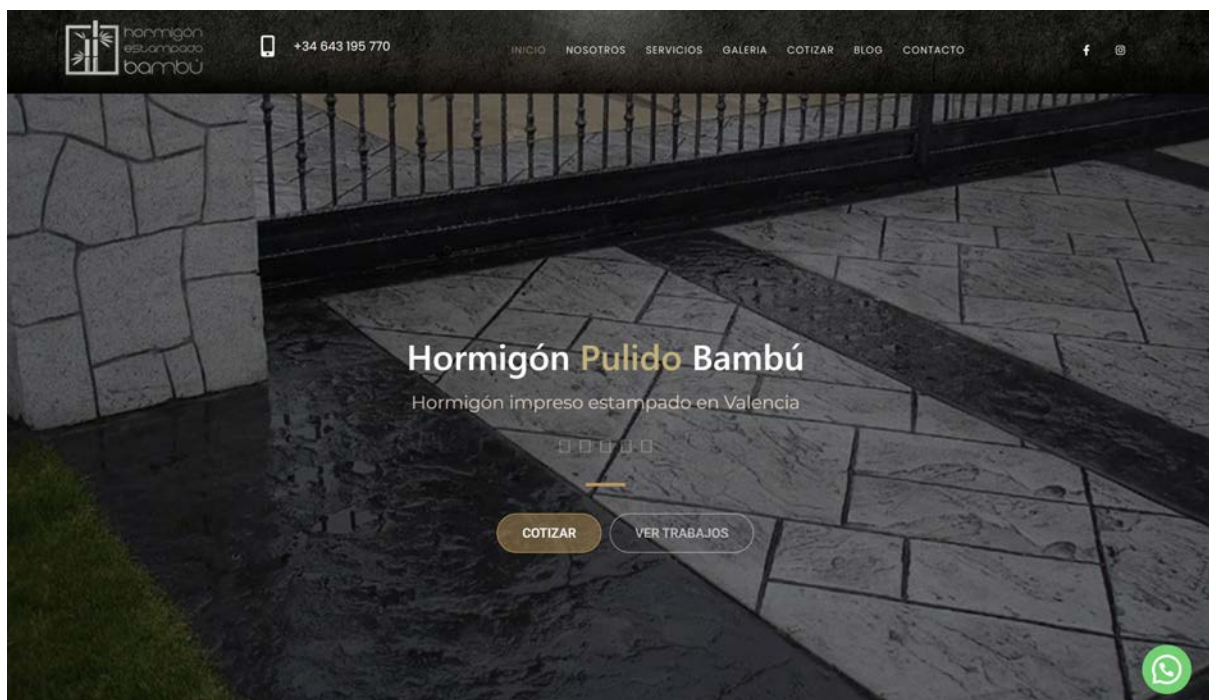 hormigón
estampado
bambú
+34 643 195 770
INICIO NOSOTROS SERVICIOS GALERIA COTIZAR BLOG CONTACTO
Hormigón Pulido Bambú
Hormigón impreso estampado en Valencia
COTIZAR VER TRABAJOS